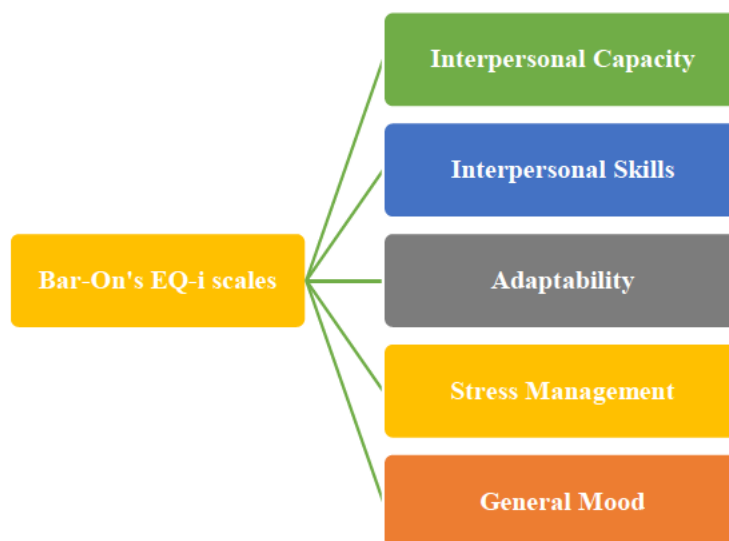 Interpersonal Capacity
Interpersonal Skills
Bar-On's EQ-i scales
Adaptability
Stress Management
General Mood